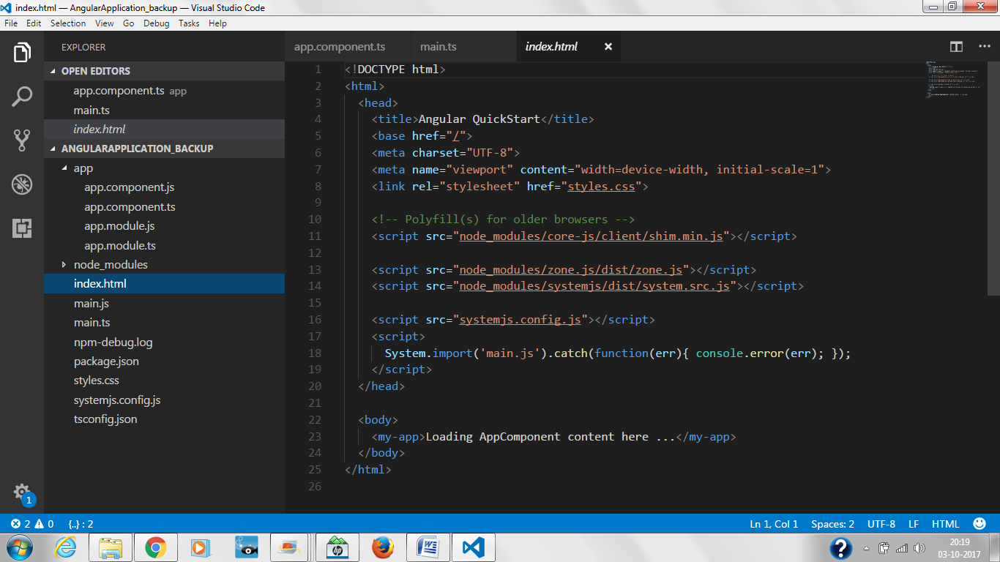 index.html — AngularApplication_backup — Visual Studio Code
File Edit Selection View Go Debug Tasks Help
EXPLORER
OPEN EDITORS
app.component.ts app
main.ts
index.html
ANGULARAPPLICATION_BACKUP
app
app.component.js
app.component.ts
app.module.js
app.module.ts
node_modules
index.html
main.js
main.ts
npm-debug.log
package.json
styles.css
systemjs.config.js
tsconfig.json
1
app.component.ts main.ts index.html
1 <!DOCTYPE html>
2 <html>
3 <head>
4 <title>Angular QuickStart</title>
5 <base href="/">
6 <meta charset="UTF-8">
7 <meta name="viewport" content="width=device-width, initial-scale=1">
8 <link rel="stylesheet" href="styles.css">
9
10 <!-- Polyfill(s) for older browsers -->
11 <script src="node_modules/core-js/client/shim.min.js"></script>
12
13 <script src="node_modules/zone.js/dist/zone.js"></script>
14 <script src="node_modules/systemjs/dist/system.src.js"></script>
15
16 <script src="systemjs.config.js"></script>
17 <script>
18 System.import('main.js').catch(function(err){ console.error(err); });
19 </script>
20 </head>
21
22 <body>
23 <my-app>Loading AppComponent content here ...</my-app>
24 </body>
25 </html>
26
2 0 {..} : 2 Ln 1, Col 1 Spaces: 2 UTF-8 LF HTML
hp
W
?
20:19
03-10-2017